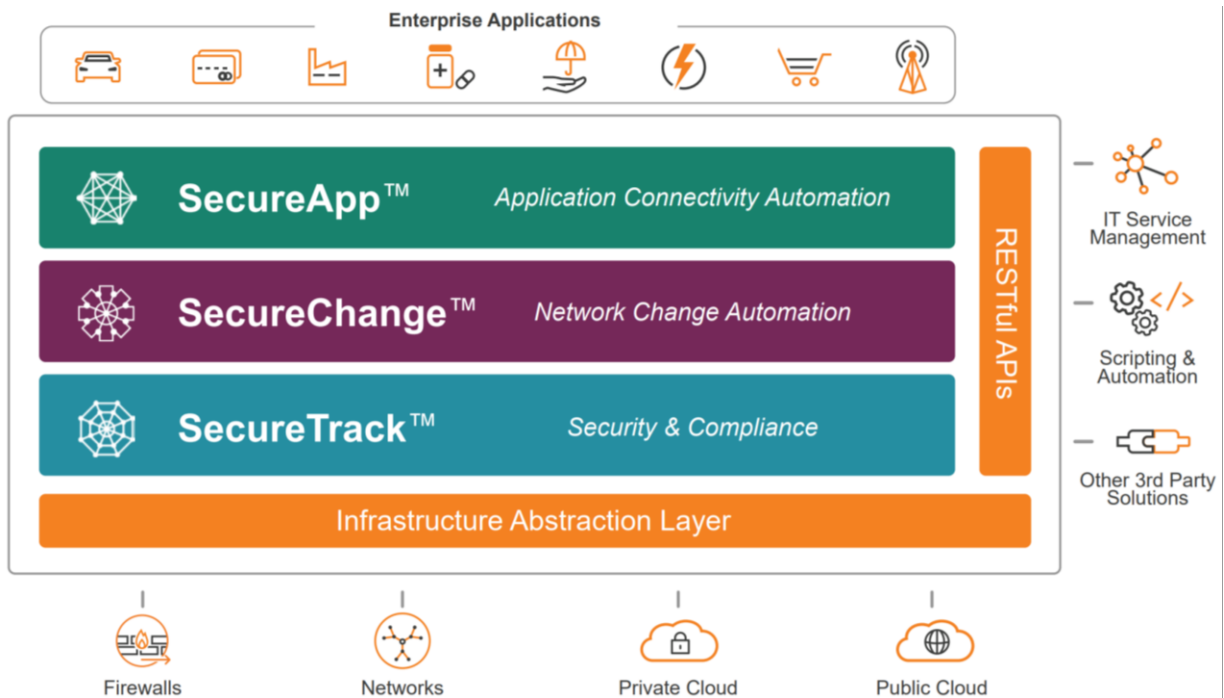 Enterprise Applications
SecureApp™ Application Connectivity Automation
SecureChange™ Network Change Automation
SecureTrack™ Security & Compliance
RESTful APIs
Infrastructure Abstraction Layer
IT Service
Management
Scripting &
Automation
Other 3rd Party
Solutions
Firewalls
Networks
Private Cloud
Public Cloud